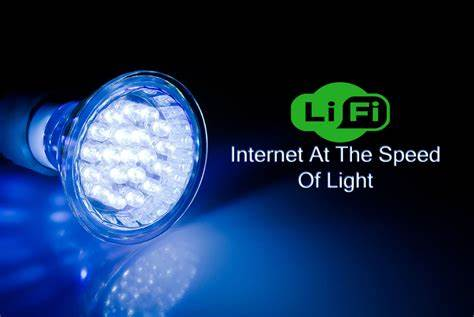 LiFi
Internet At The Speed
Of Light